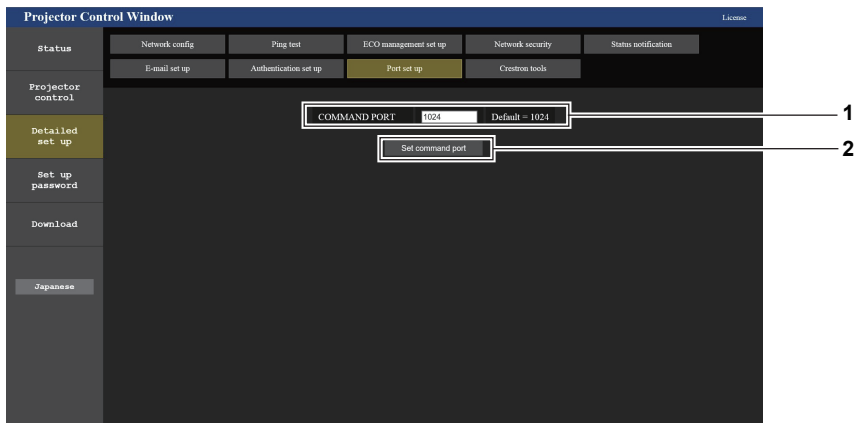 Projector Control Window
License
Status
Network config
Ping test
ECO management set up
Network security
Status notification
E-mail set up
Authentication set up
Port set up
Crestron tools
Projector
control
Detailed
set up
Set up
password
Download
Japanese
COMMAND PORT 1024 Default = 1024
1
Set command port
2